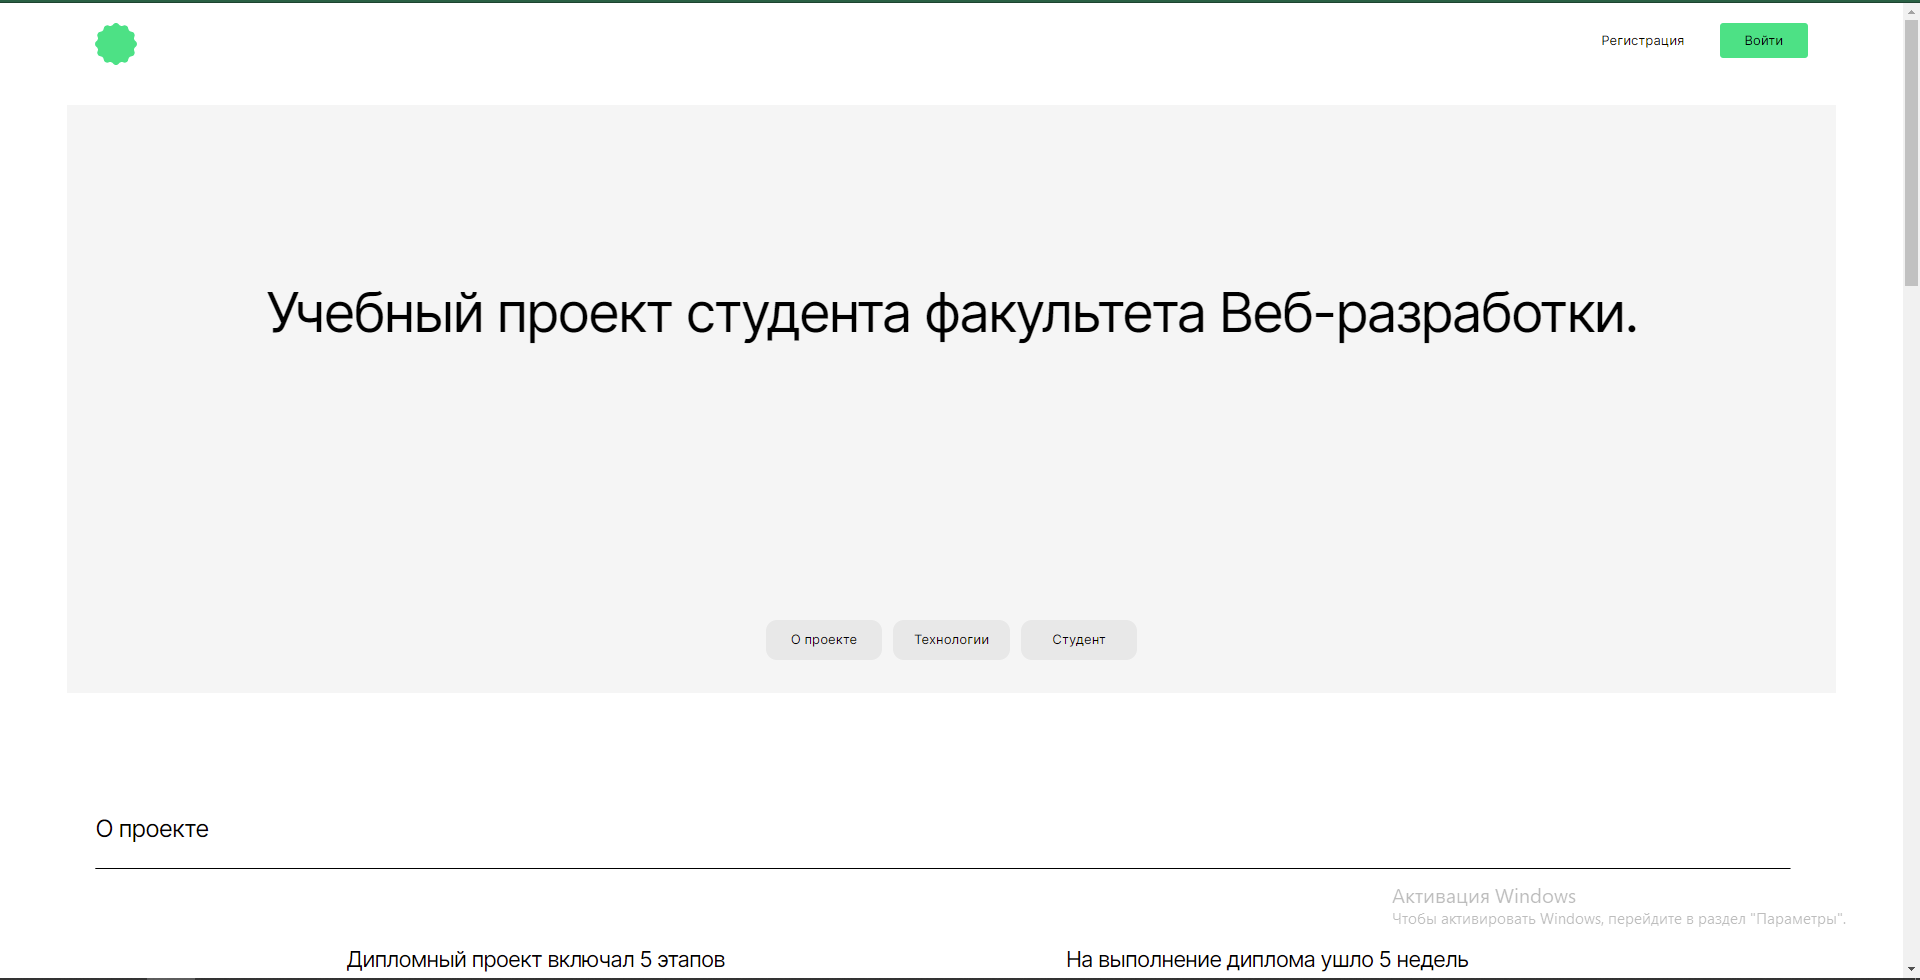 Регистрация
Войти
Учебный проект студента факультета Веб-разработки.
О проекте
Технологии
Студент
О проекте
Активация Windows
Чтобы активировать Windows, перейдите в раздел "Параметры".
Дипломный проект включал 5 этапов
На выполнение диплома ушло 5 недель